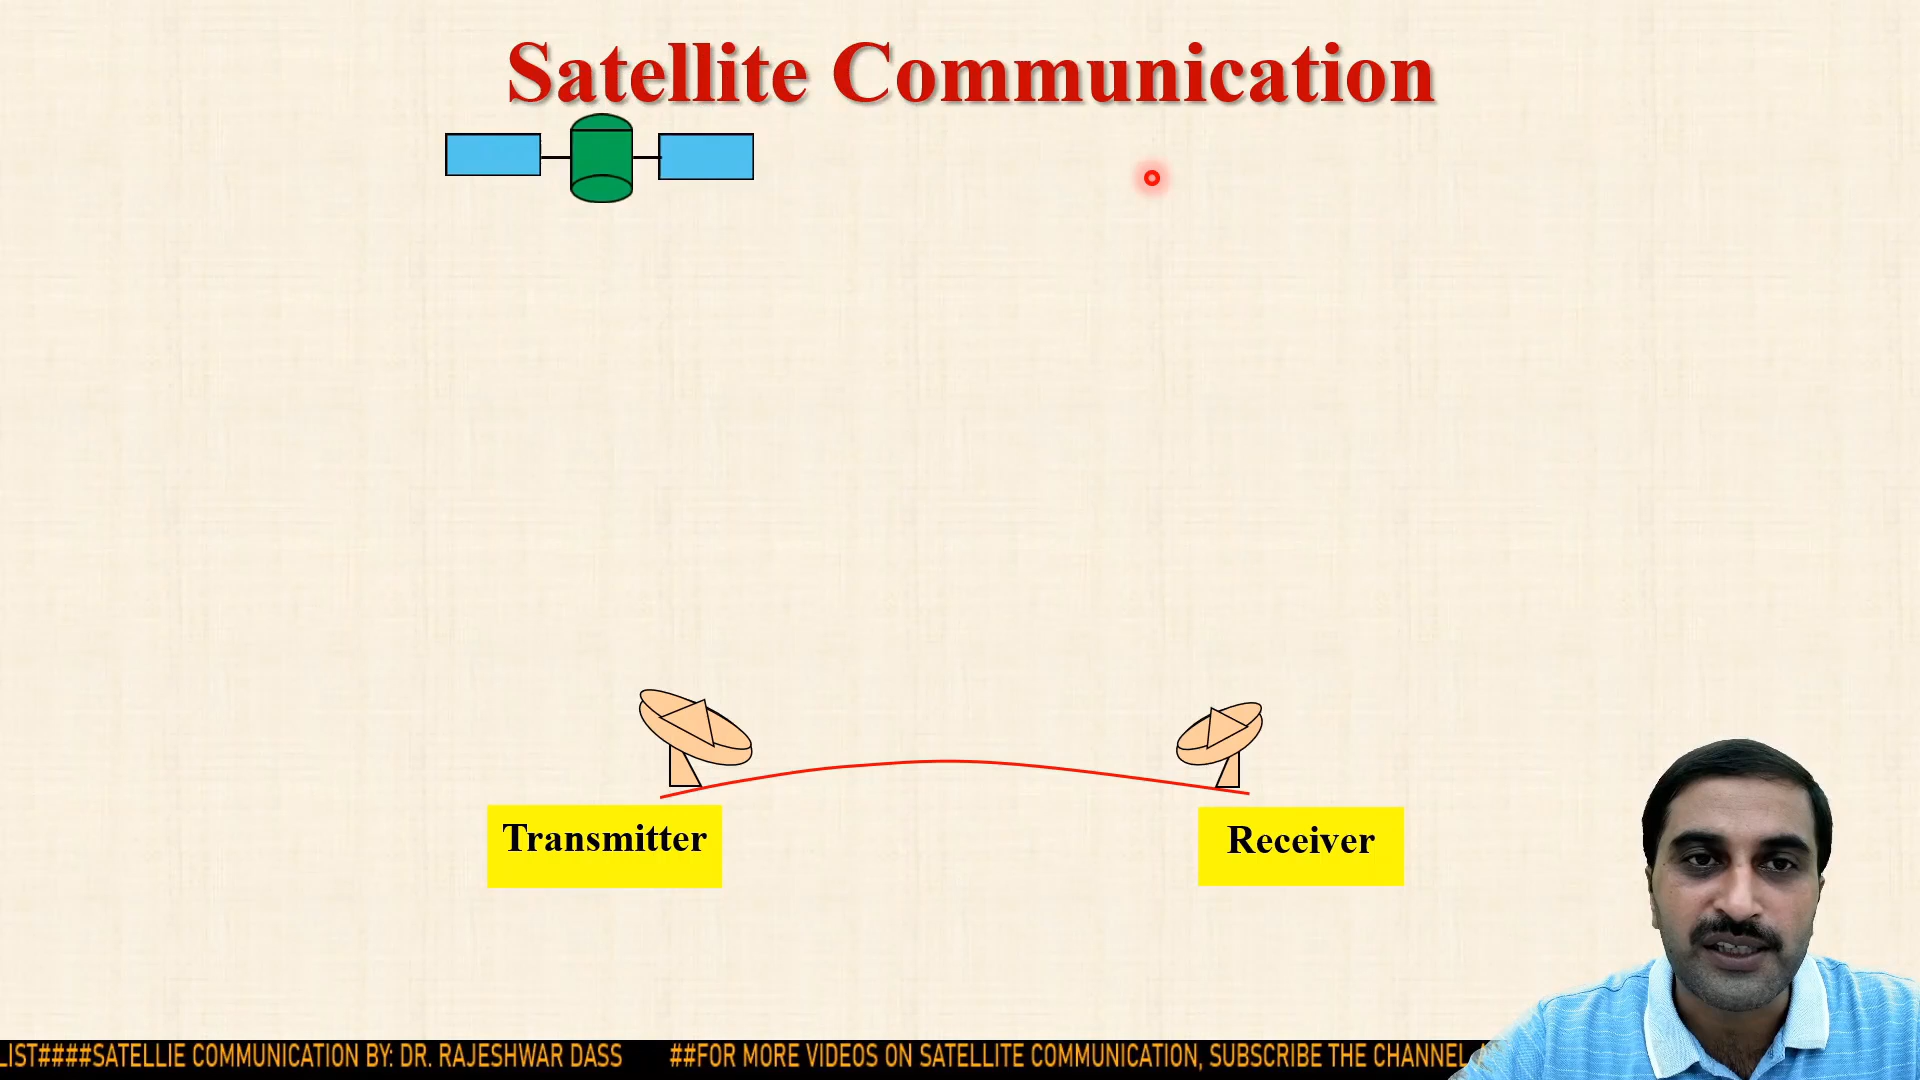 Satellite Communication
Transmitter
Receiver
LIST####SATELLIE COMMUNICATION BY: DR. RAJESHWAR DASS ##FOR MORE VIDEOS ON SATELLITE COMMUNICATION, SUBSCRIBE THE CHANNEL